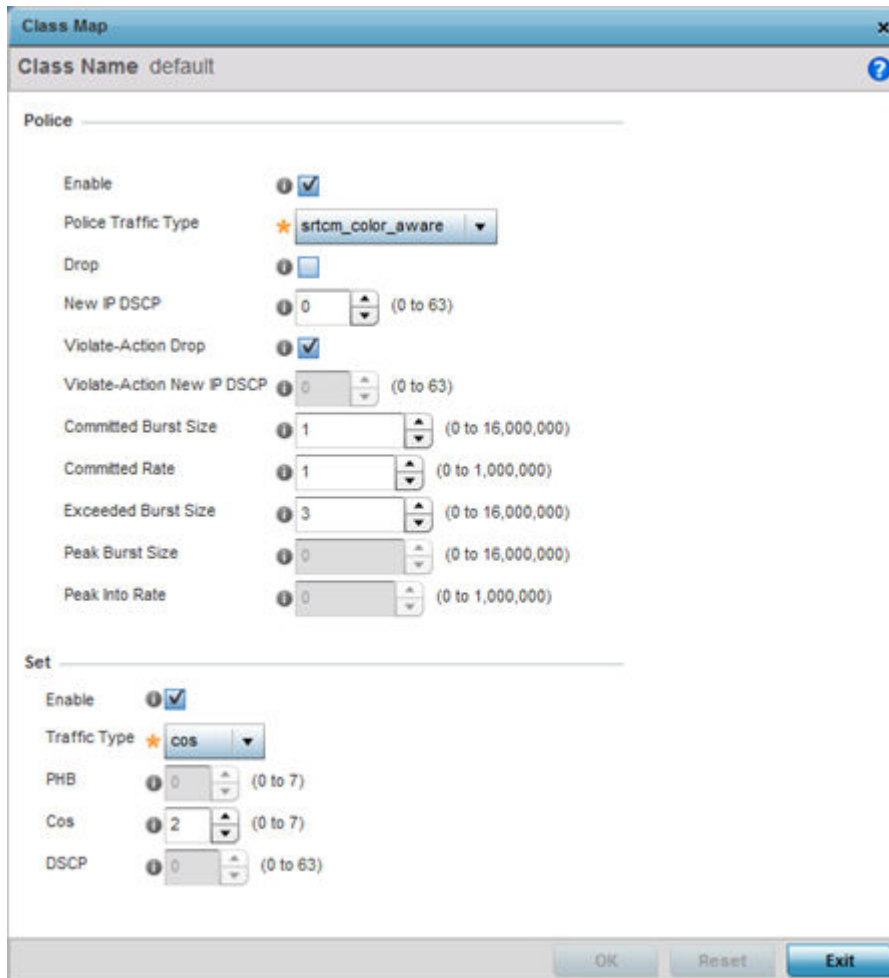 Class Map ×
Class Name default ?
Police
Enable
Police Traffic Type * srtcm_color_aware
Drop
New IP DSCP 0 (0 to 63)
Violate-Action Drop
Violate-Action New IP DSCP 0 (0 to 63)
Committed Burst Size 1 (0 to 16,000,000)
Committed Rate 1 (0 to 1,000,000)
Exceeded Burst Size 3 (0 to 16,000,000)
Peak Burst Size 0 (0 to 16,000,000)
Peak Into Rate 0 (0 to 1,000,000)
Set
Enable
Traffic Type * cos
PHB 0 (0 to 7)
Cos 2 (0 to 7)
DSCP 0 (0 to 63)
OK Reset Exit